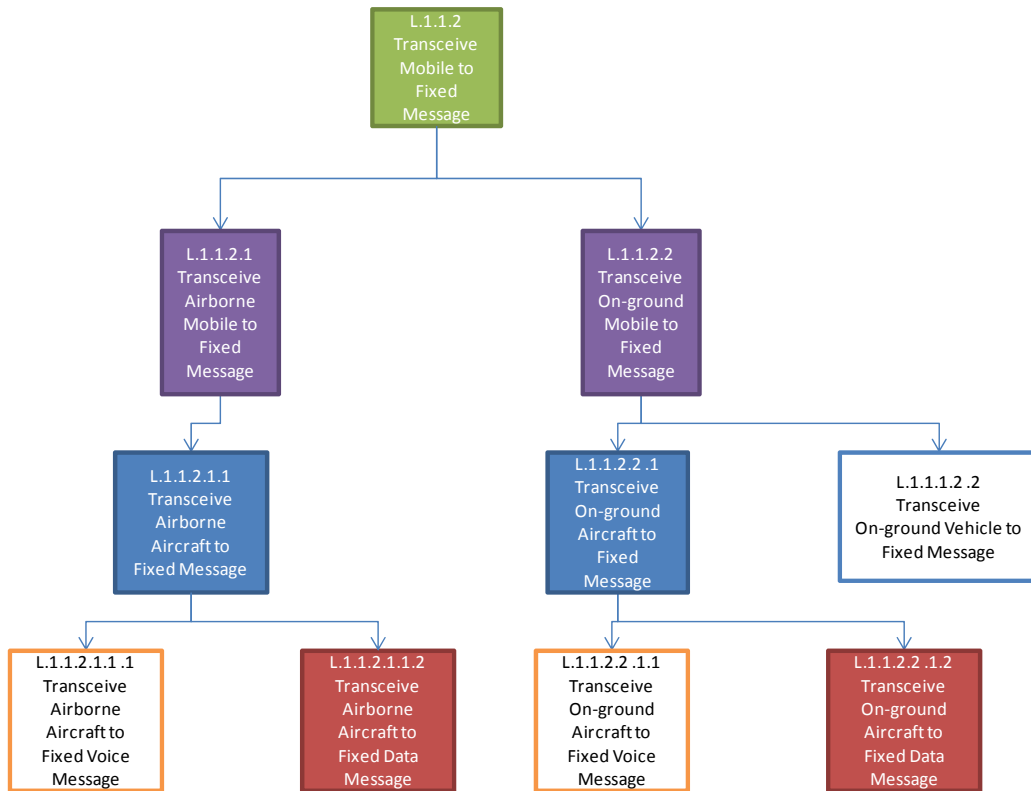 L.1.1.2
Transceive
Mobile to
Fixed
Message
L.1.1.2.1
Transceive
Airborne
Mobile to
Fixed
Message
L.1.1.2.2
Transceive
On-ground
Mobile to
Fixed
Message
L.1.1.2.1.1
Transceive
Airborne
Aircraft to
Fixed Message
L.1.1.2.2 .1
Transceive
On-ground
Aircraft to
Fixed
Message
L.1.1.1.2 .2
Transceive
On-ground Vehicle to
Fixed Message
L.1.1.2.1.1 .1
Transceive
Airborne
Aircraft to
Fixed Voice
Message
L.1.1.2.1.1.2
Transceive
Airborne
Aircraft to
Fixed Data
Message
L.1.1.2.2 .1.1
Transceive
On-ground
Aircraft to
Fixed Voice
Message
L.1.1.2.2 .1.2
Transceive
On-ground
Aircraft to
Fixed Data
Message